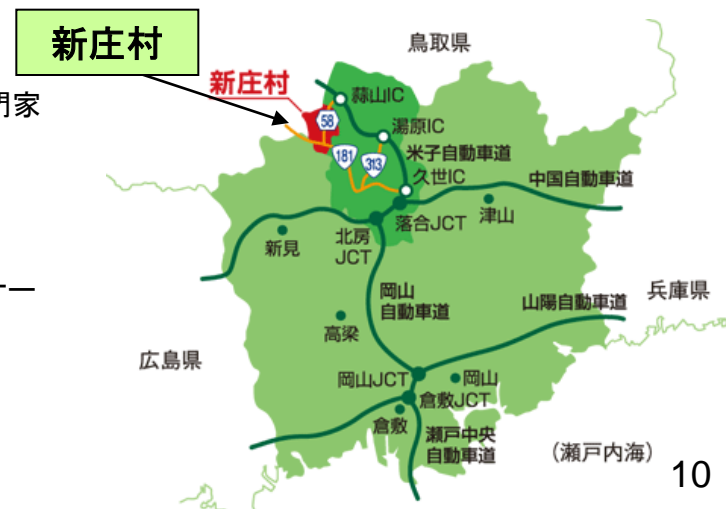 新庄村
鳥取県
新庄村
門家
蒜山IC
58
湯原IC
181
313
米子自動車道
久世IC
中国自動車道
落合JCT
津山
北房
JCT
新見
ナー
岡山
自動車道
山陽自動車道
兵庫県
高梁
広島県
岡山JCT
岡山
倉敷JCT
倉敷
瀬戸中央
自動車道
(瀬戸内海)
10